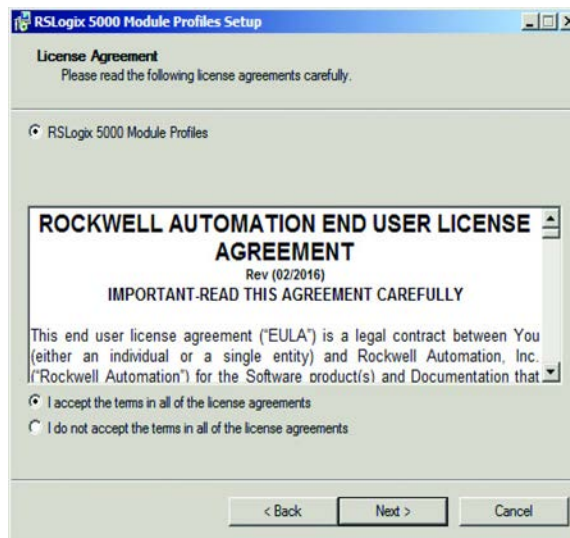 RSLogix 5000 Module Profiles Setup
License Agreement
Please read the following license agreements carefully.
RSLogix 5000 Module Profiles
ROCKWELL AUTOMATION END USER LICENSE
AGREEMENT
Rev (02/2016)
IMPORTANT-READ THIS AGREEMENT CAREFULLY
This end user license agreement ("EULA") is a legal contract between You
(either an individual or a single entity) and Rockwell Automation, Inc.
("Rockwell Automation") for the Software product(s) and Documentation that
I accept the terms in all of the license agreements
I do not accept the terms in all of the license agreements
< Back Next > Cancel